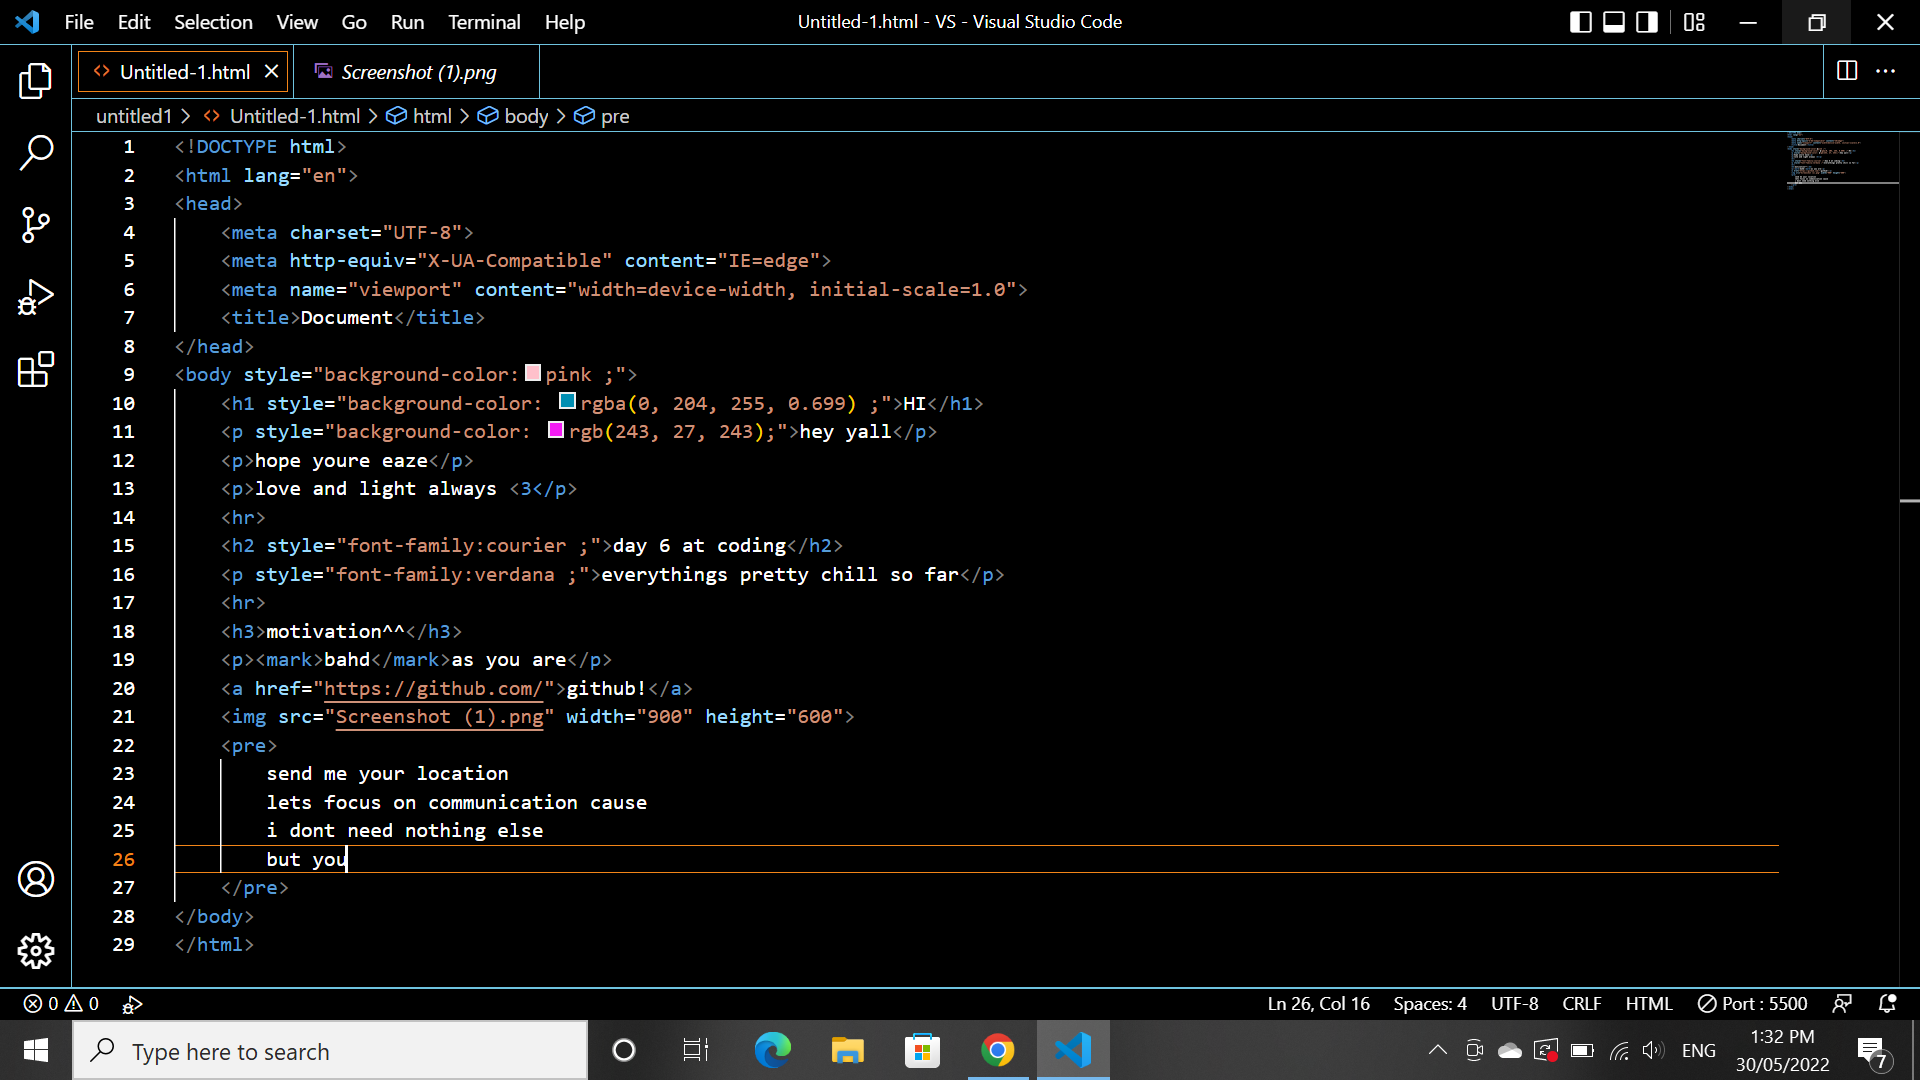 File Edit Selection View Go Run Terminal Help Untitled-1.html - VS - Visual Studio Code
Untitled-1.html Screenshot (1).png
untitled1 > Untitled-1.html > html > body > pre
1 <!DOCTYPE html>
2 <html lang="en">
3 <head>
4 <meta charset="UTF-8">
5 <meta http-equiv="X-UA-Compatible" content="IE=edge">
6 <meta name="viewport" content="width=device-width, initial-scale=1.0">
7 <title>Document</title>
8 </head>
9 <body style="background-color:pink ;">
10 <h1 style="background-color: rgba(0, 204, 255, 0.699) ;">HI</h1>
11 <p style="background-color: rgb(243, 27, 243);">hey yall</p>
12 <p>hope youre eaze</p>
13 <p>love and light always <3</p>
14 <hr>
15 <h2 style="font-family:courier ;">day 6 at coding</h2>
16 <p style="font-family:verdana ;">everythings pretty chill so far</p>
17 <hr>
18 <h3>motivation^^</h3>
19 <p><mark>bahd</mark>as you are</p>
20 <a href="https://github.com/">github!</a>
21 <img src="Screenshot (1).png" width="900" height="600">
22 <pre>
23 send me your location
24 lets focus on communication cause
25 i dont need nothing else
26 but you
27 </pre>
28 </body>
29 </html>
0 0 Ln 26, Col 16 Spaces: 4 UTF-8 CRLF HTML Port : 5500
Type here to search ENG 1:32 PM 7
30/05/2022